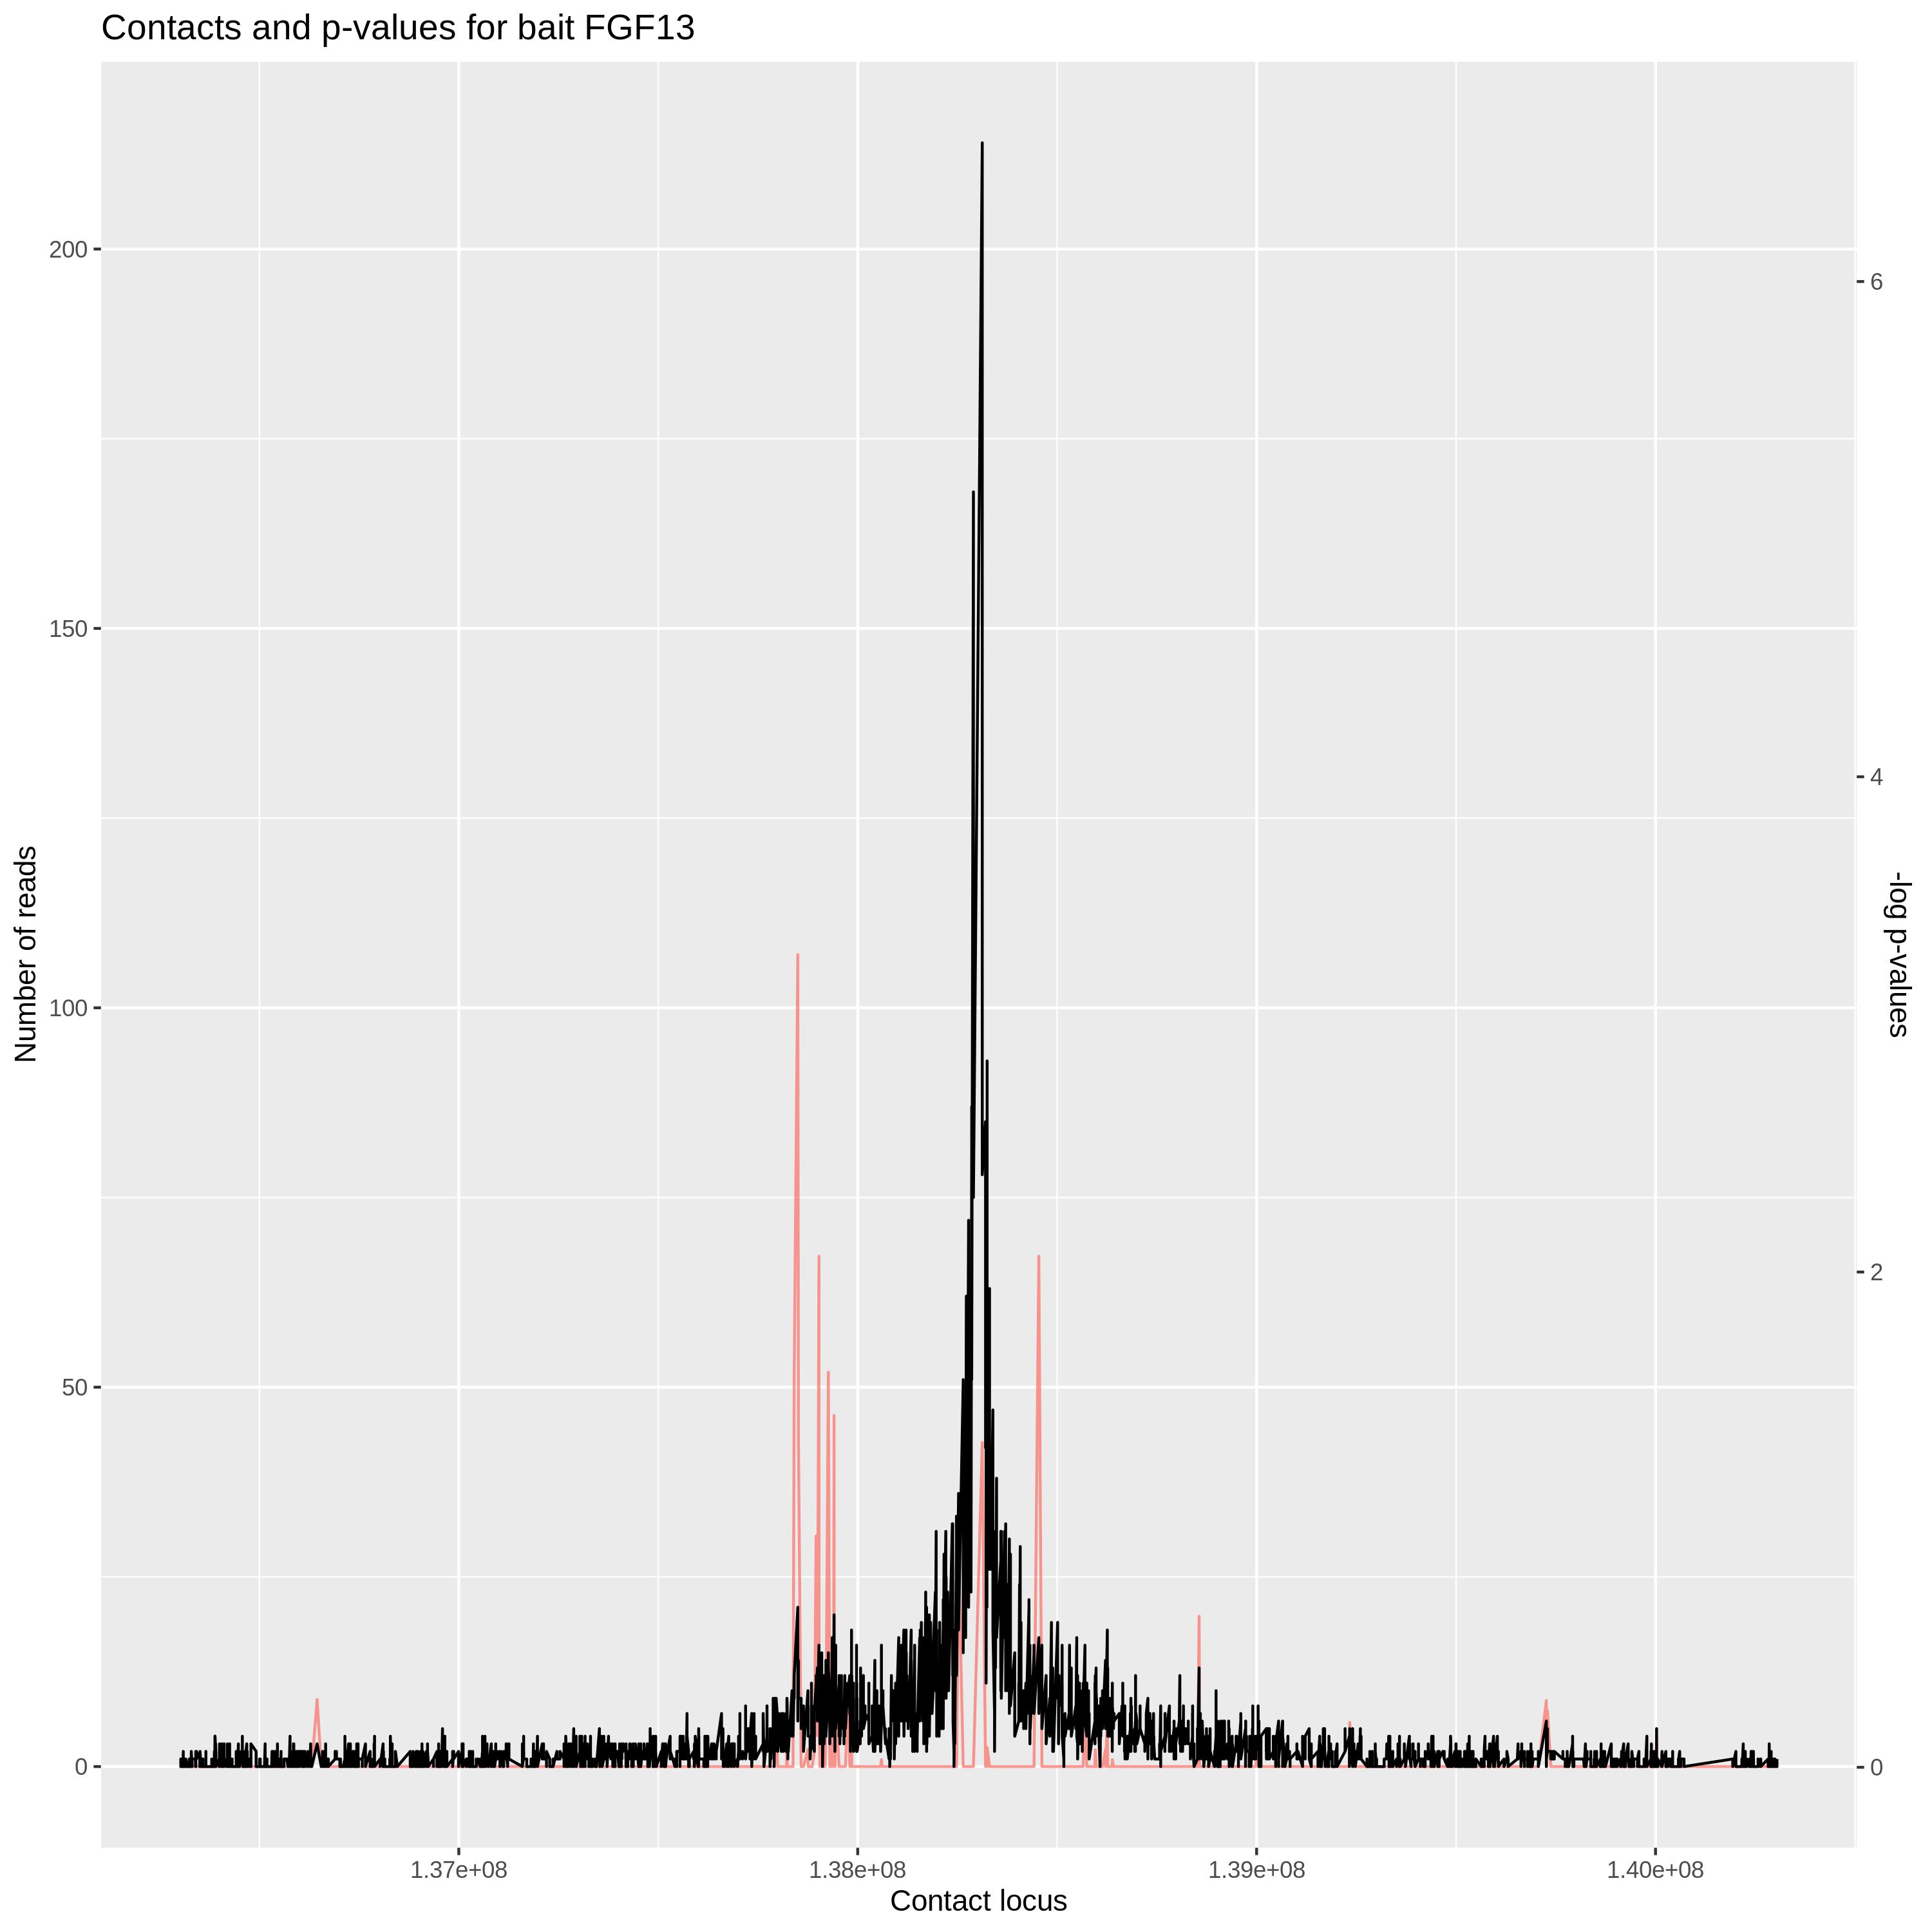 Contacts and p-values for bait FGF13
Number of reads
200
150
100
50
0
6
4
2
0
-log p-values
1.37e+08
1.38e+08
1.39e+08
1.40e+08
Contact locus